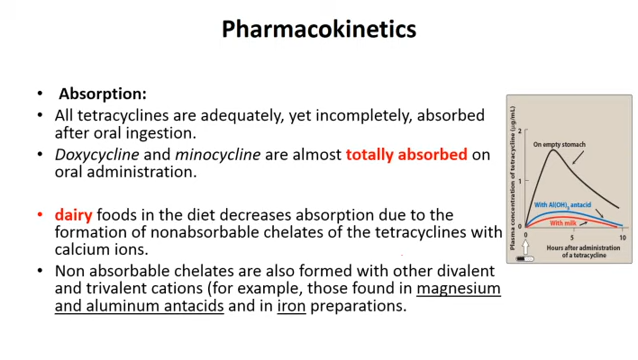 Pharmacokinetics
• Absorption:
• All tetracyclines are adequately, yet incompletely, absorbed
after oral ingestion.
• Doxycycline and minocycline are almost totally absorbed on
oral administration.
• dairy foods in the diet decreases absorption due to the
formation of nonabsorbable chelates of the tetracyclines with
calcium ions.
• Non absorbable chelates are also formed with other divalent
and trivalent cations (for example, those found in magnesium
and aluminum antacids and in iron preparations.
Plasma concentration of tetracycline (µg/mL)
2
1
0
On empty stomach
With Al(OH)3 antacid
With milk
0 5 10
Hours after administration
of a tetracycline